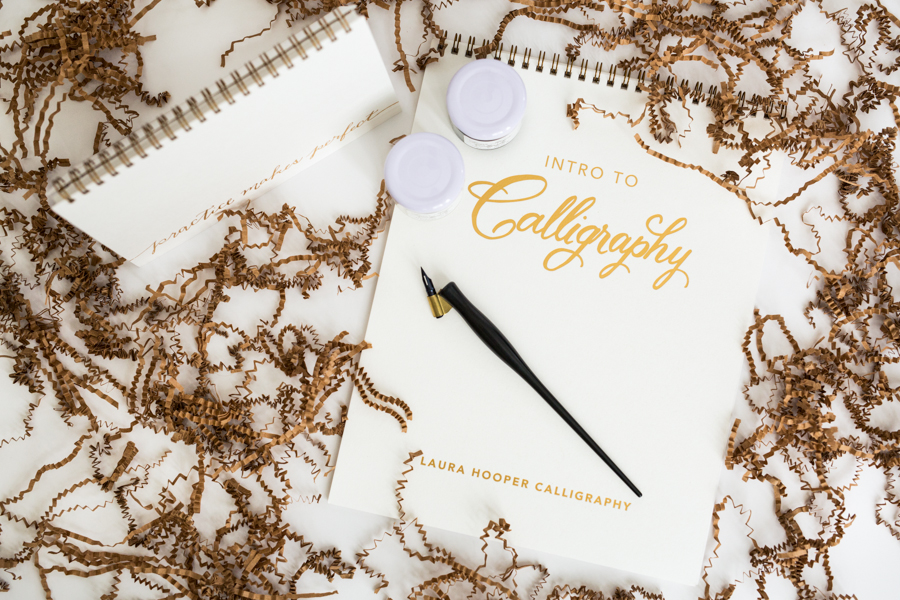 practice makes perfect
INTRO TO
Calligraphy
LAURA HOOPER CALLIGRAPHY